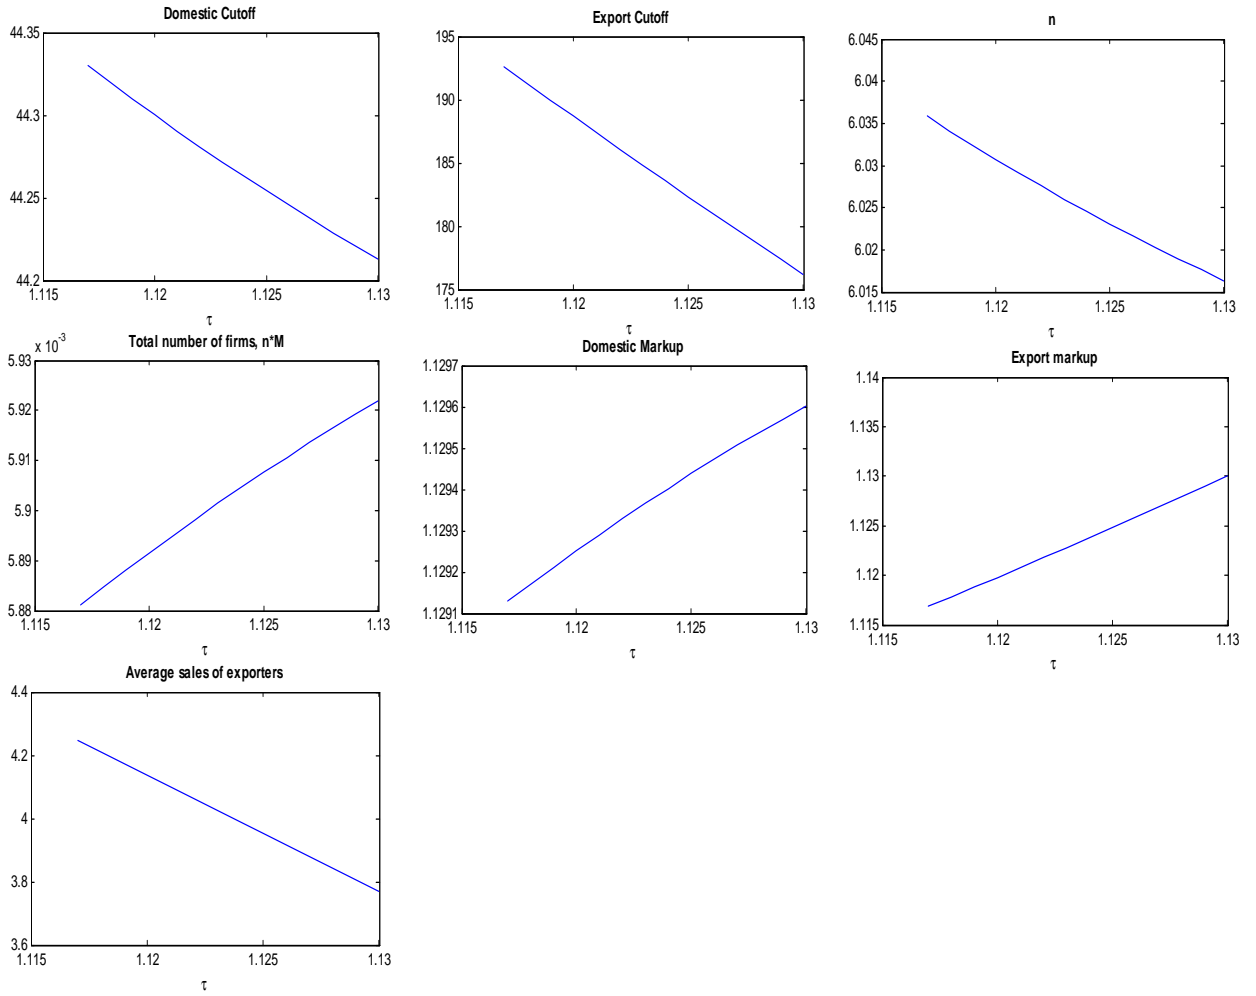 Domestic Cutoff
44.35
44.3
44.25
44.2
1.115 1.12 1.125 1.13
τ
Export Cutoff
195
190
185
180
175
1.115 1.12 1.125 1.13
τ
n
6.045
6.04
6.035
6.03
6.025
6.02
6.015
1.115 1.12 1.125 1.13
τ
Total number of firms, n*M
x 10^-3
5.93
5.92
5.91
5.9
5.89
5.88
1.115 1.12 1.125 1.13
τ
Domestic Markup
1.1297
1.1296
1.1295
1.1294
1.1293
1.1292
1.1291
1.115 1.12 1.125 1.13
τ
Export markup
1.14
1.135
1.13
1.125
1.12
1.115
1.115 1.12 1.125 1.13
τ
Average sales of exporters
4.4
4.2
4
3.8
3.6
1.115 1.12 1.125 1.13
τ